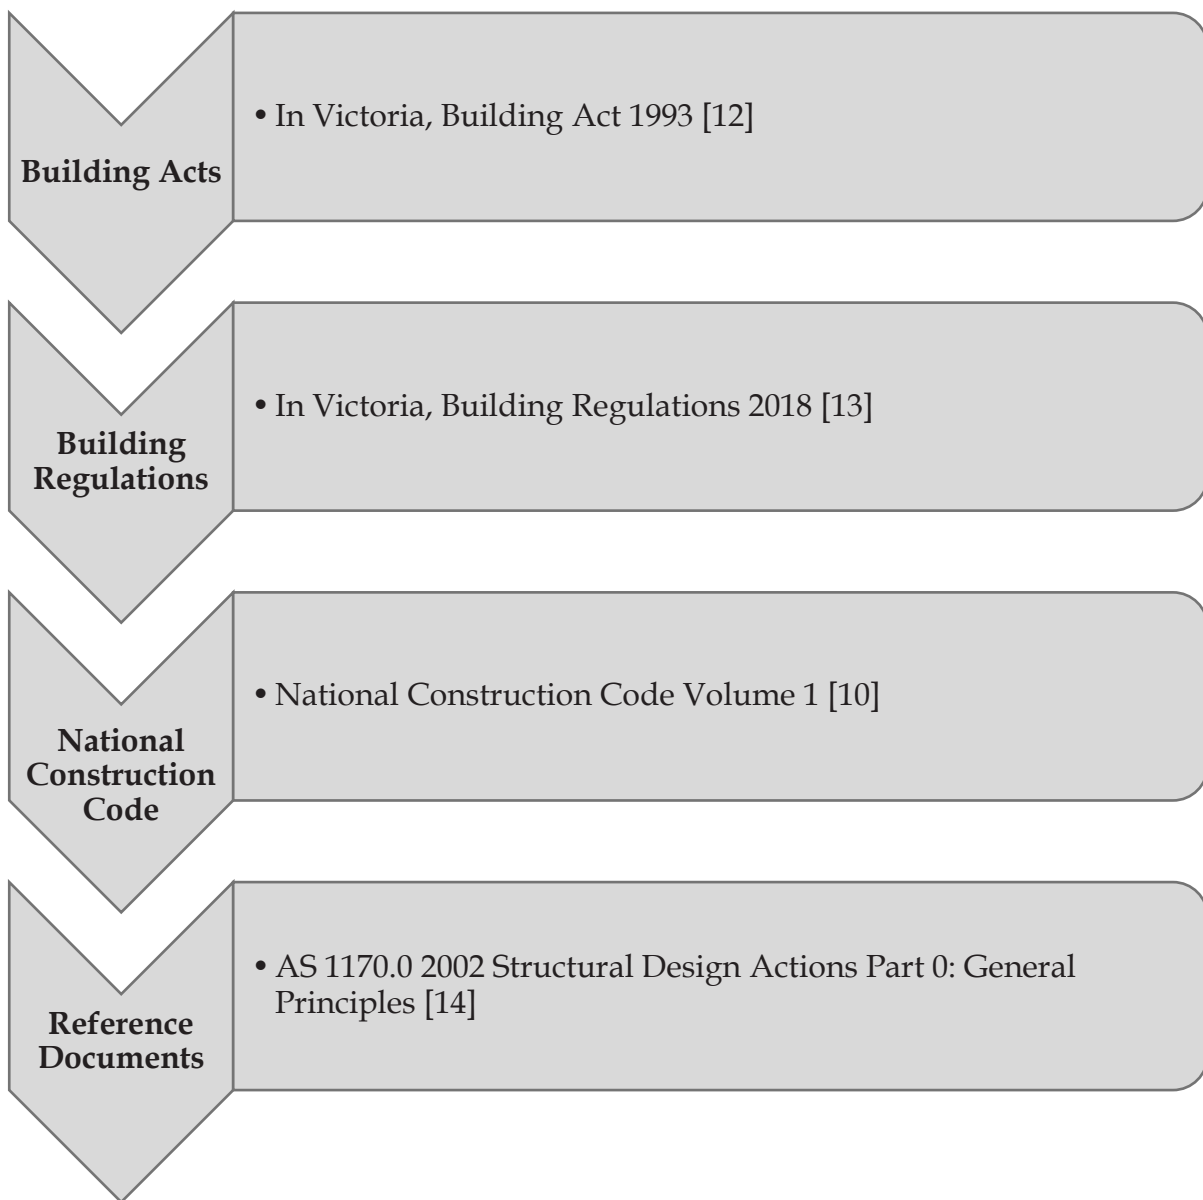 Building Acts
• In Victoria, Building Act 1993 [12]
Building
Regulations
• In Victoria, Building Regulations 2018 [13]
National
Construction
Code
• National Construction Code Volume 1 [10]
Reference
Documents
• AS 1170.0 2002 Structural Design Actions Part 0: General
Principles [14]